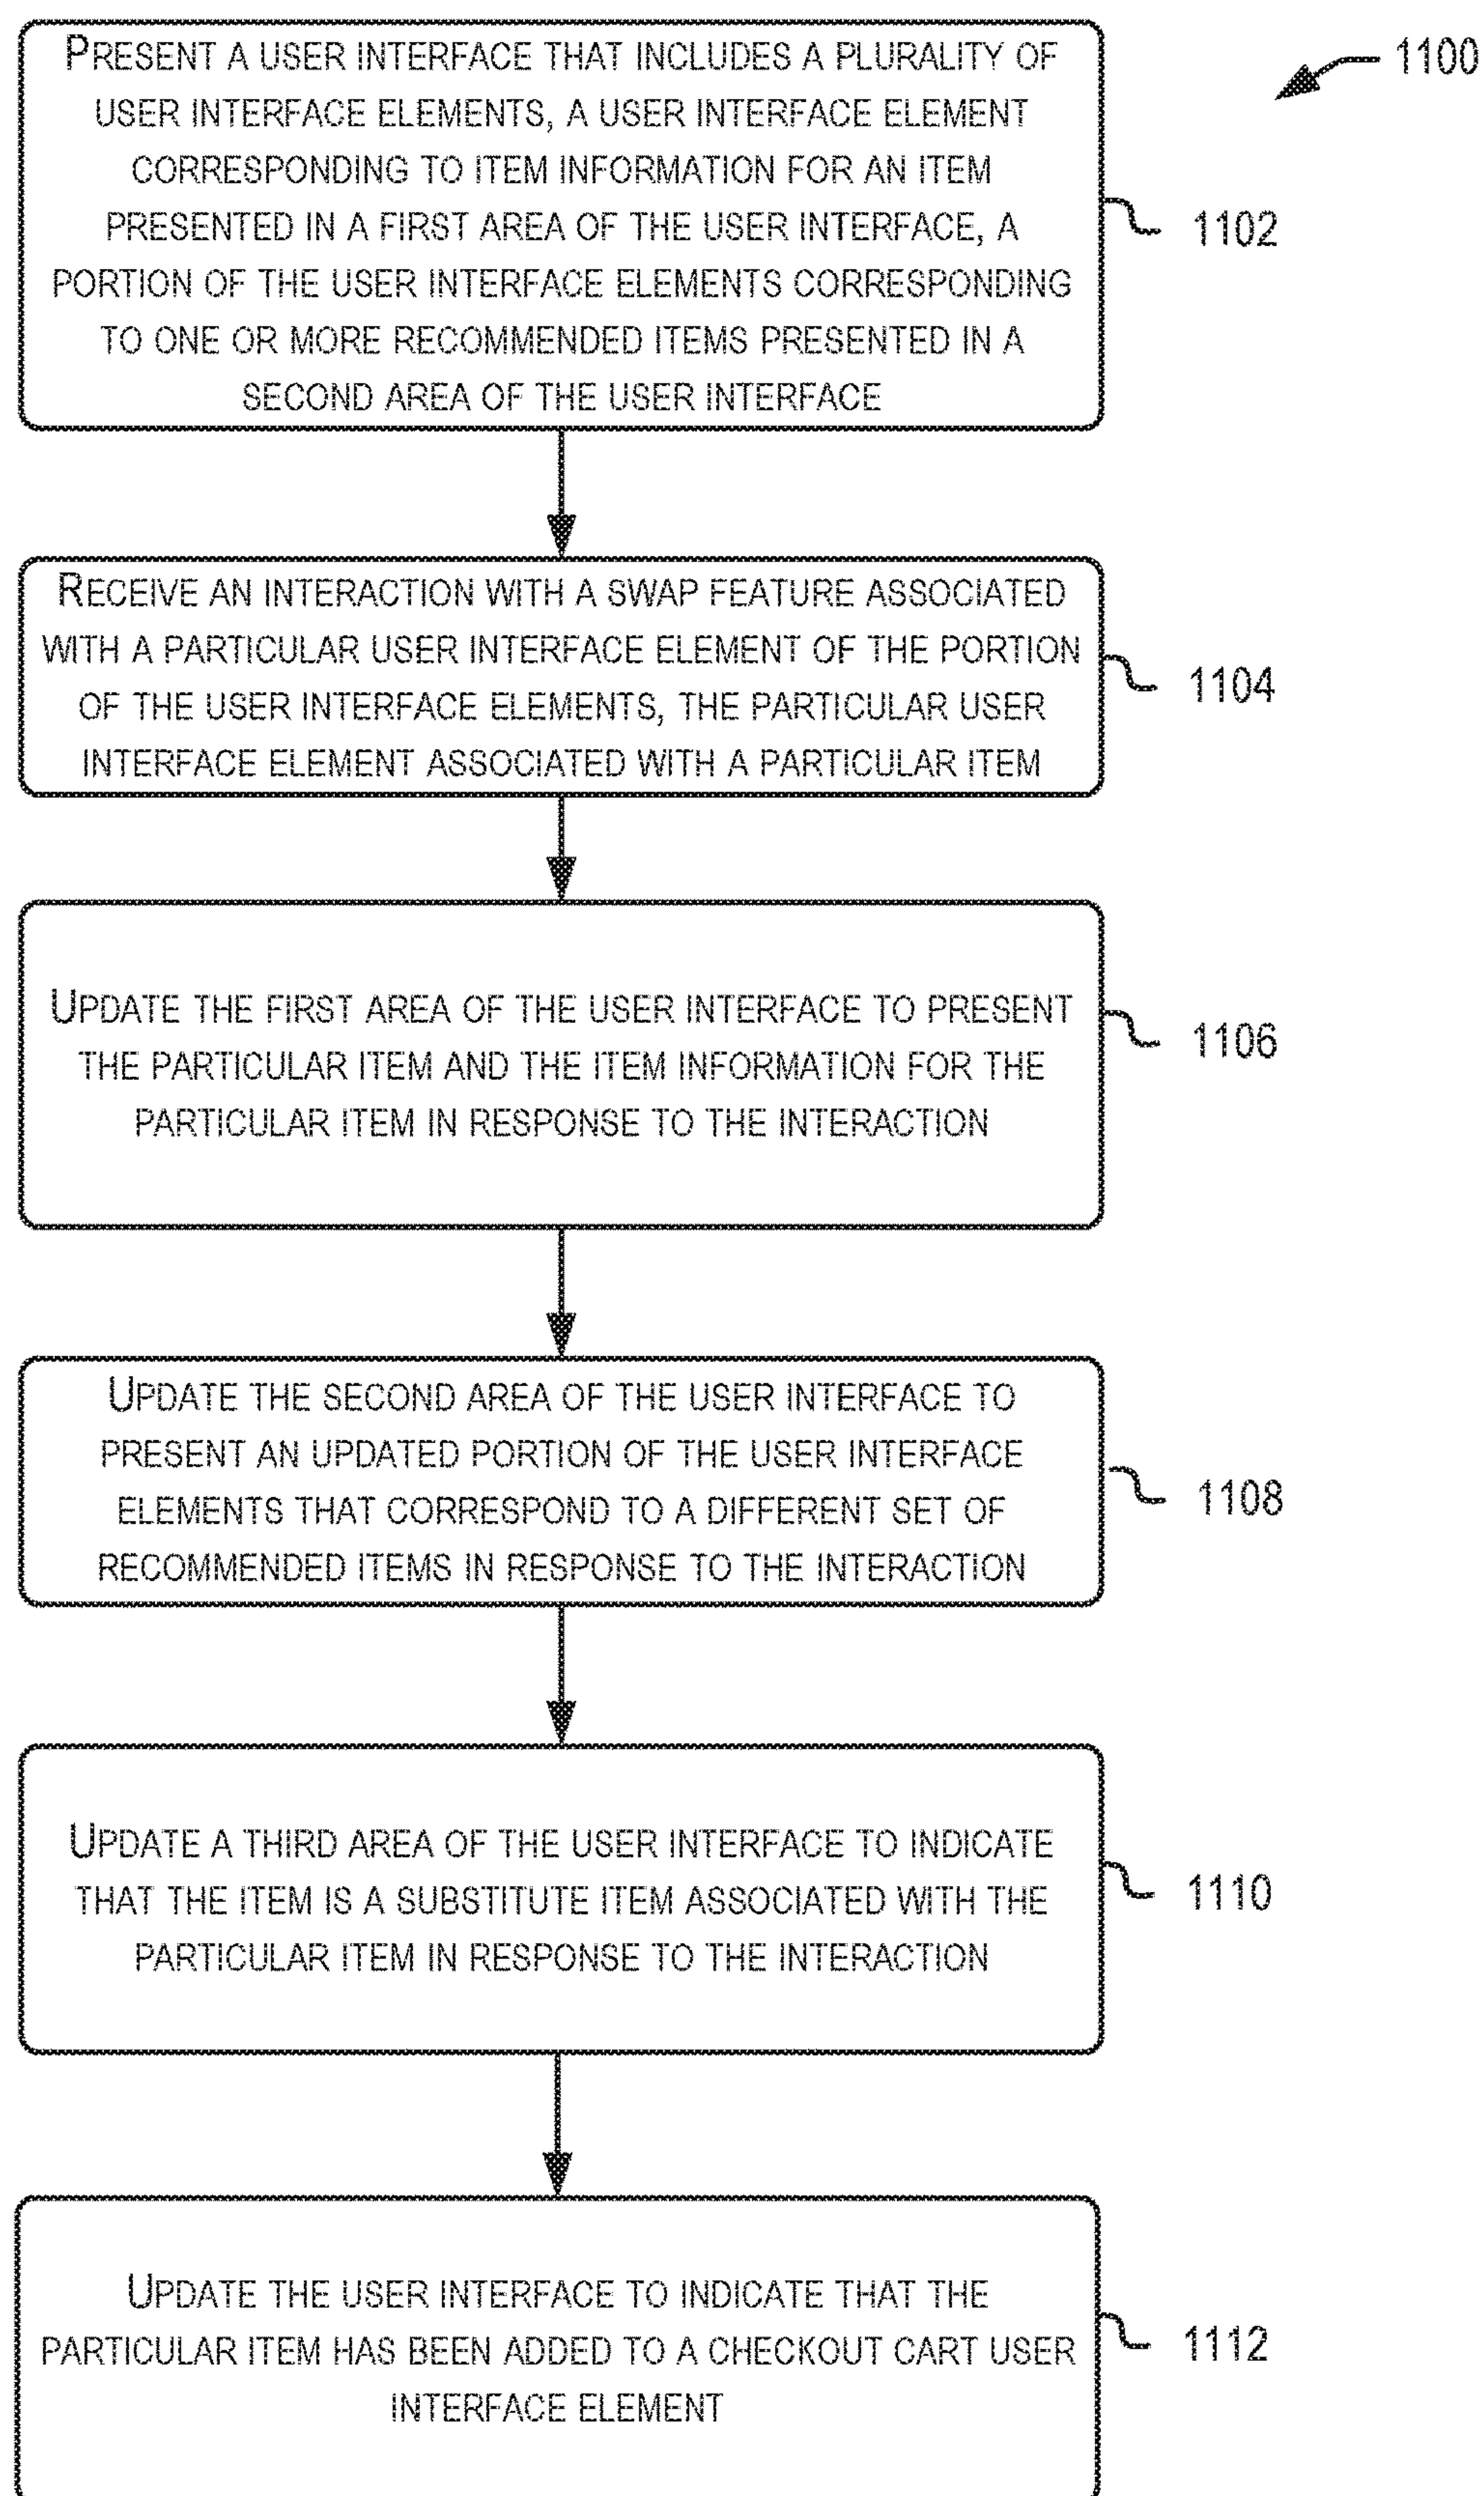 PRESENT A USER INTERFACE THAT INCLUDES A PLURALITY OF
USER INTERFACE ELEMENTS, A USER INTERFACE ELEMENT
CORRESPONDING TO ITEM INFORMATION FOR AN ITEM
PRESENTED IN A FIRST AREA OF THE USER INTERFACE, A
PORTION OF THE USER INTERFACE ELEMENTS CORRESPONDING
TO ONE OR MORE RECOMMENDED ITEMS PRESENTED IN A
SECOND AREA OF THE USER INTERFACE
1100
1102
RECEIVE AN INTERACTION WITH A SWAP FEATURE ASSOCIATED
WITH A PARTICULAR USER INTERFACE ELEMENT OF THE PORTION
OF THE USER INTERFACE ELEMENTS, THE PARTICULAR USER
INTERFACE ELEMENT ASSOCIATED WITH A PARTICULAR ITEM
1104
UPDATE THE FIRST AREA OF THE USER INTERFACE TO PRESENT
THE PARTICULAR ITEM AND THE ITEM INFORMATION FOR THE
PARTICULAR ITEM IN RESPONSE TO THE INTERACTION
1106
UPDATE THE SECOND AREA OF THE USER INTERFACE TO
PRESENT AN UPDATED PORTION OF THE USER INTERFACE
ELEMENTS THAT CORRESPOND TO A DIFFERENT SET OF
RECOMMENDED ITEMS IN RESPONSE TO THE INTERACTION
1108
UPDATE A THIRD AREA OF THE USER INTERFACE TO INDICATE
THAT THE ITEM IS A SUBSTITUTE ITEM ASSOCIATED WITH THE
PARTICULAR ITEM IN RESPONSE TO THE INTERACTION
1110
UPDATE THE USER INTERFACE TO INDICATE THAT THE
PARTICULAR ITEM HAS BEEN ADDED TO A CHECKOUT CART USER
INTERFACE ELEMENT
1112